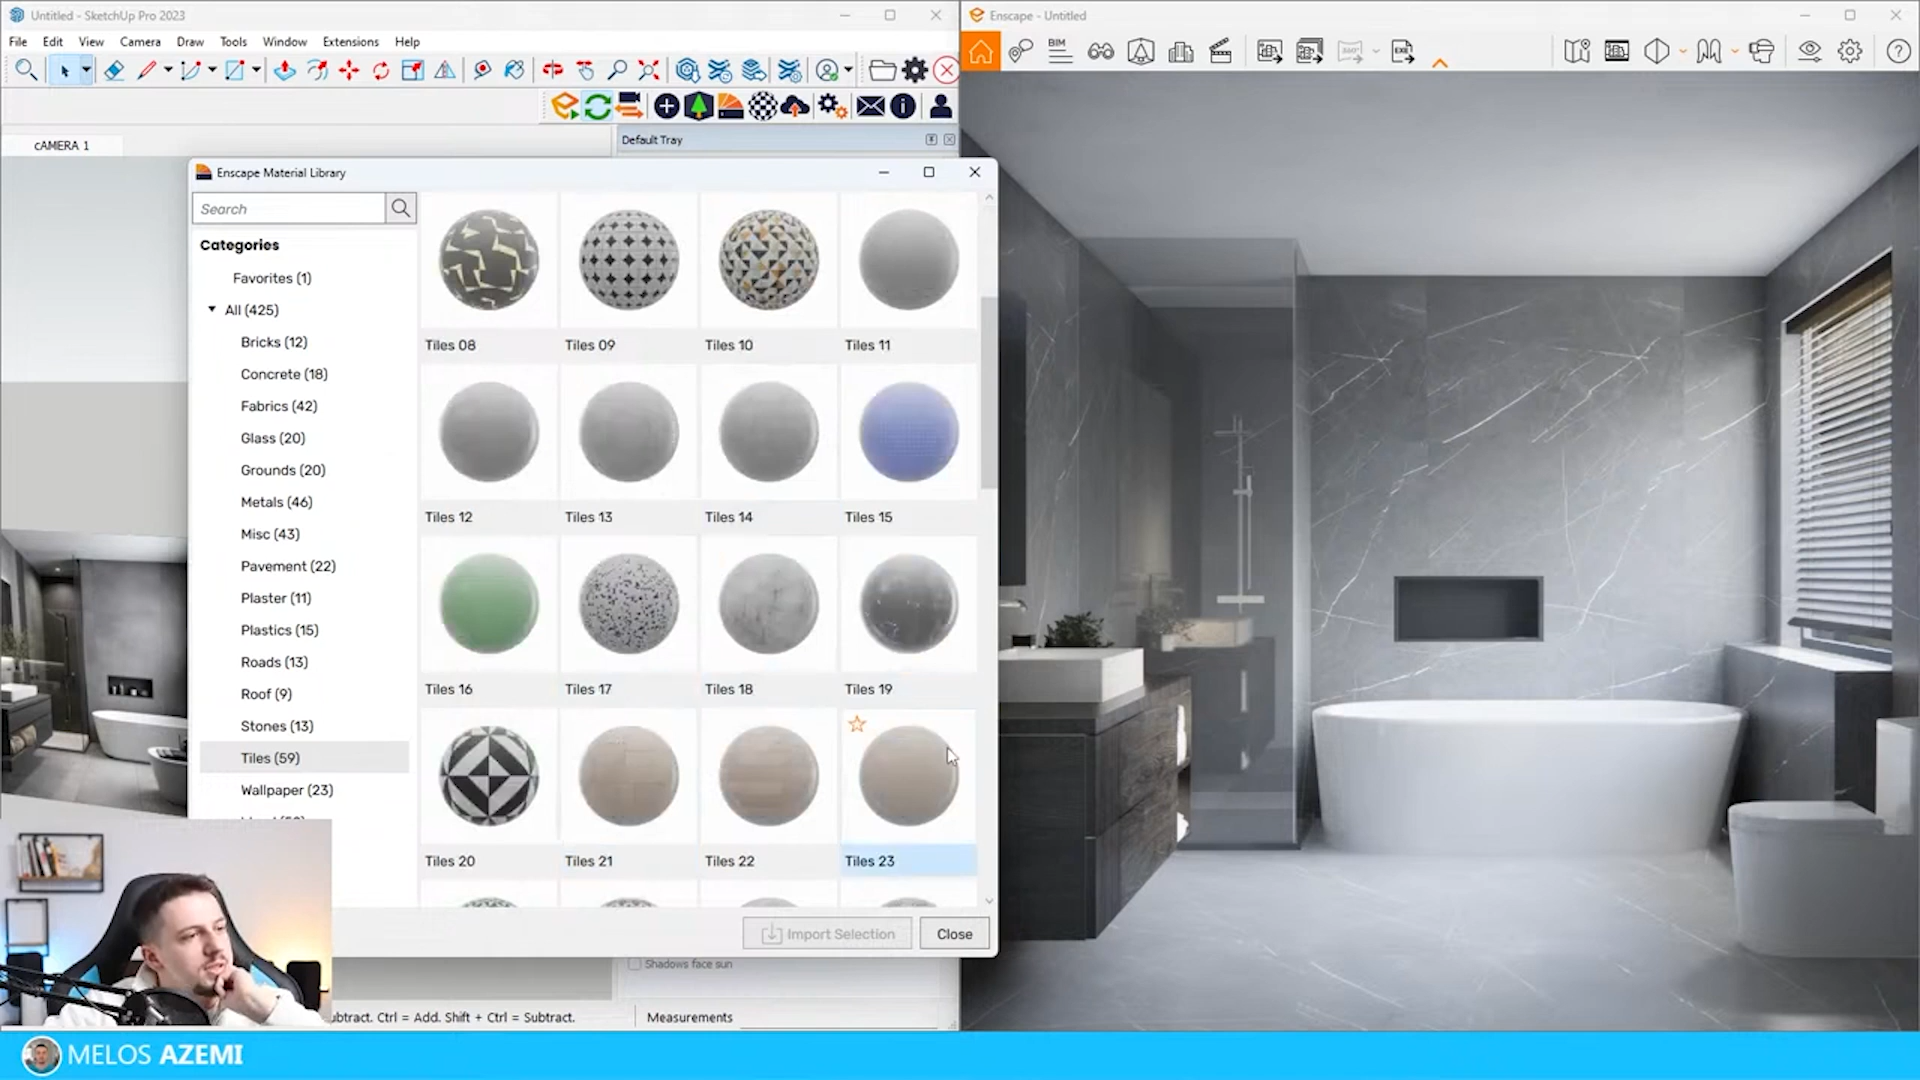 Untitled - SketchUp Pro 2023
File Edit View Camera Draw Tools Window Extensions Help
cAMERA 1
Default Tray
Enscape Material Library
Search
Categories
Favorites (1)
All (425)
Bricks (12)
Concrete (18)
Fabrics (42)
Glass (20)
Grounds (20)
Metals (46)
Misc (43)
Pavement (22)
Plaster (11)
Plastics (15)
Roads (13)
Roof (9)
Stones (13)
Tiles (59)
Wallpaper (23)
Tiles 08 Tiles 09 Tiles 10 Tiles 11
Tiles 12 Tiles 13 Tiles 14 Tiles 15
Tiles 16 Tiles 17 Tiles 18 Tiles 19
Tiles 20 Tiles 21 Tiles 22 Tiles 23
Import Selection Close
Shadows face sun
Ctrl = Add. Shift + Ctrl = Subtract.
Measurements
Enscape - Untitled
BIM
360°
EXE
MELOS AZEMI